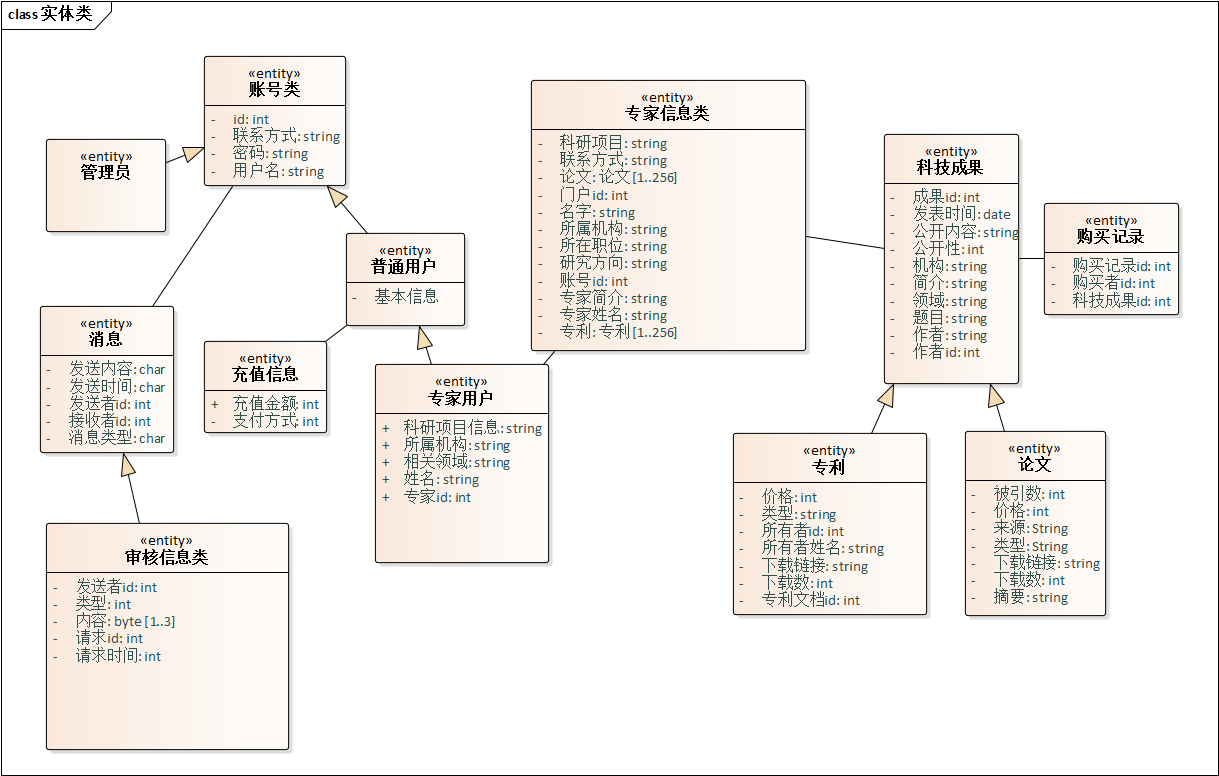 class 实体类
«entity»
账号类
- id: int
- 联系方式: string
- 密码: string
- 用户名: string
«entity»
管理员
«entity»
普通用户
- 基本信息
«entity»
消息
- 发送内容: char
- 发送时间: char
- 发送者id: int
- 接收者id: int
- 消息类型: char
«entity»
充值信息
+ 充值金额: int
- 支付方式: int
«entity»
专家用户
+ 科研项目信息: string
+ 所属机构: string
+ 相关领域: string
+ 姓名: string
+ 专家id: int
«entity»
审核信息类
- 发送者id: int
- 类型: int
- 内容: byte [1..3]
- 请求id: int
- 请求时间: int
«entity»
专家信息类
- 科研项目: string
- 联系方式: string
- 论文: 论文 [1..256]
- 门户id: int
- 名字: string
- 所属机构: string
- 所在职位: string
- 研究方向: string
- 账号id: int
- 专家简介: string
- 专家姓名: string
- 专利: 专利 [1..256]
«entity»
科技成果
- 成果id: int
- 发表时间: date
- 公开内容: string
- 公开性: int
- 机构: string
- 简介: string
- 领域: string
- 题目: string
- 作者: string
- 作者id: int
«entity»
购买记录
- 购买记录id: int
- 购买者id: int
- 科技成果id: int
«entity»
专利
- 价格: int
- 类型: string
- 所有者id: int
- 所有者姓名: string
- 下载链接: string
- 下载数: int
- 专利文档id: int
«entity»
论文
- 被引数: int
- 价格: int
- 来源: String
- 类型: String
- 下载链接: string
- 下载数: int
- 摘要: string